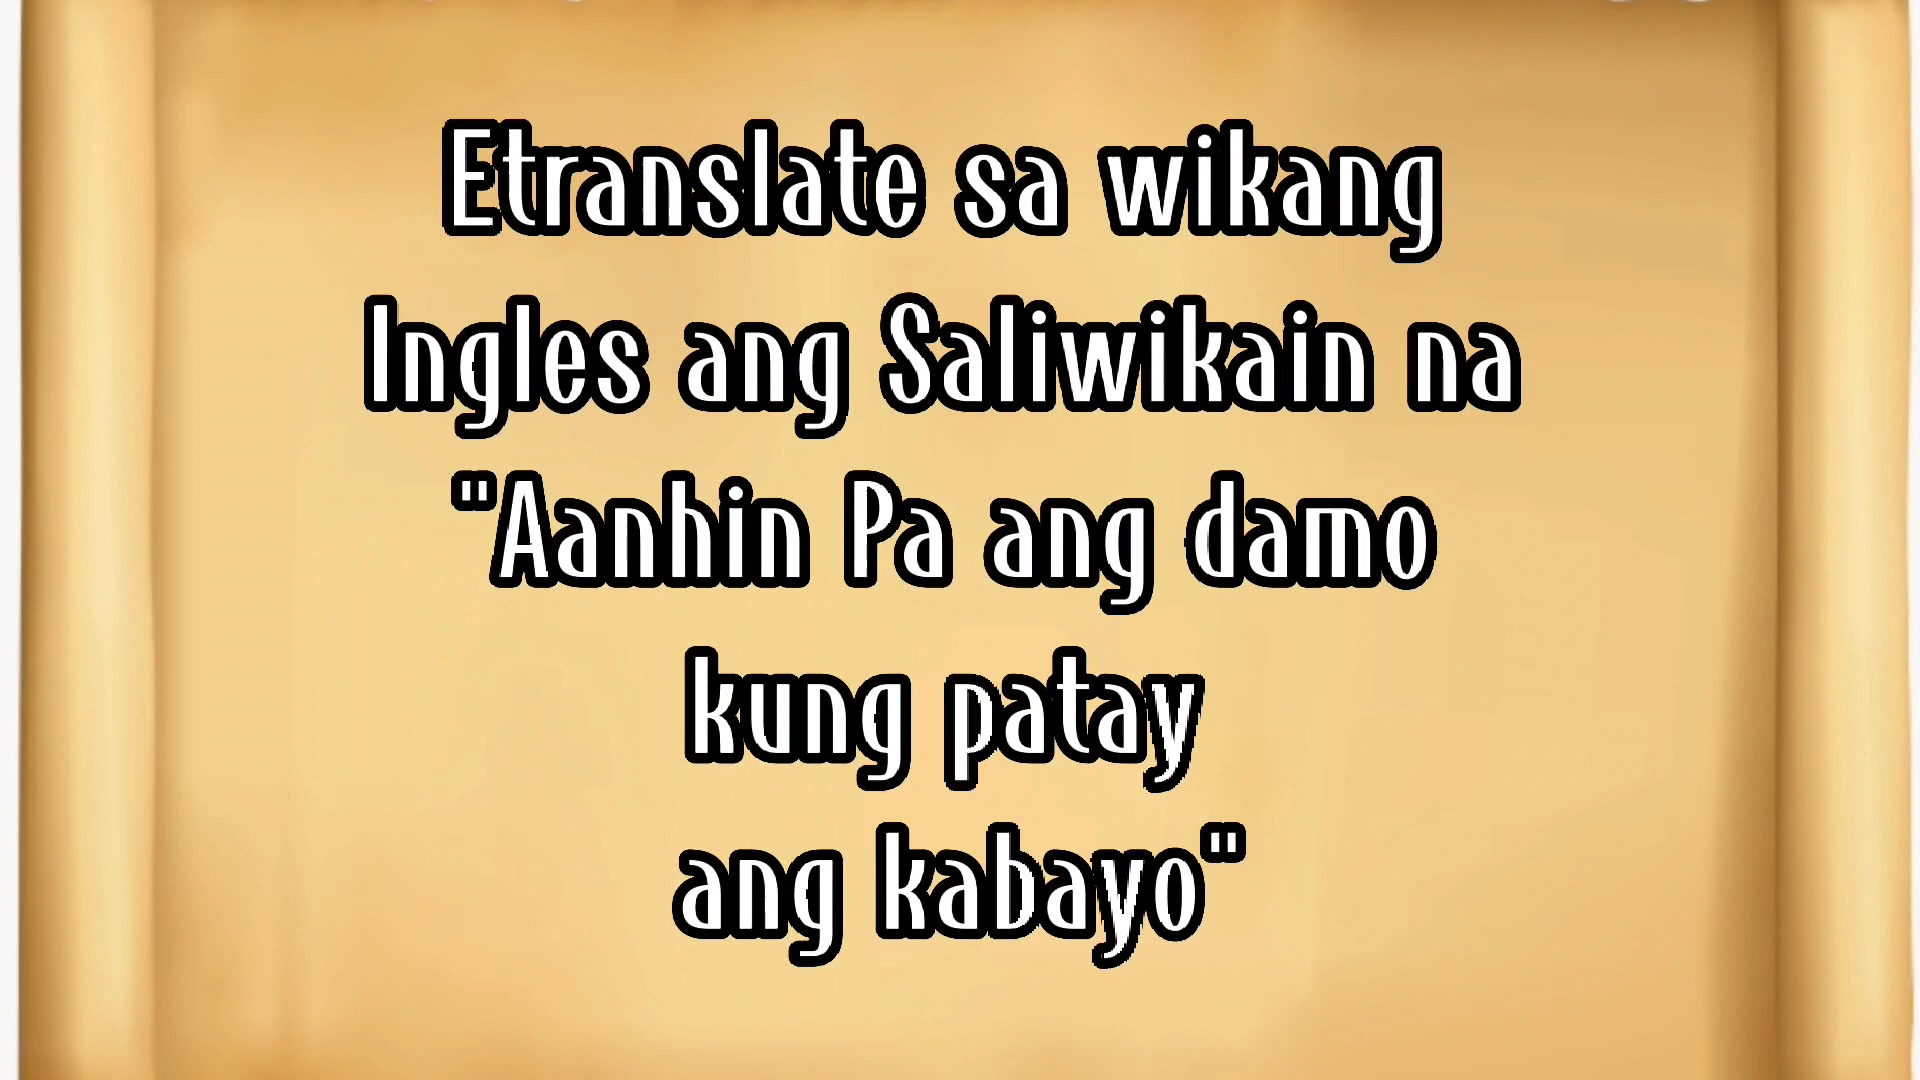 Etranslate sa wikang
Ingles ang Saliwikain na
"Aanhin Pa ang damo
kung patay
ang kabayo"